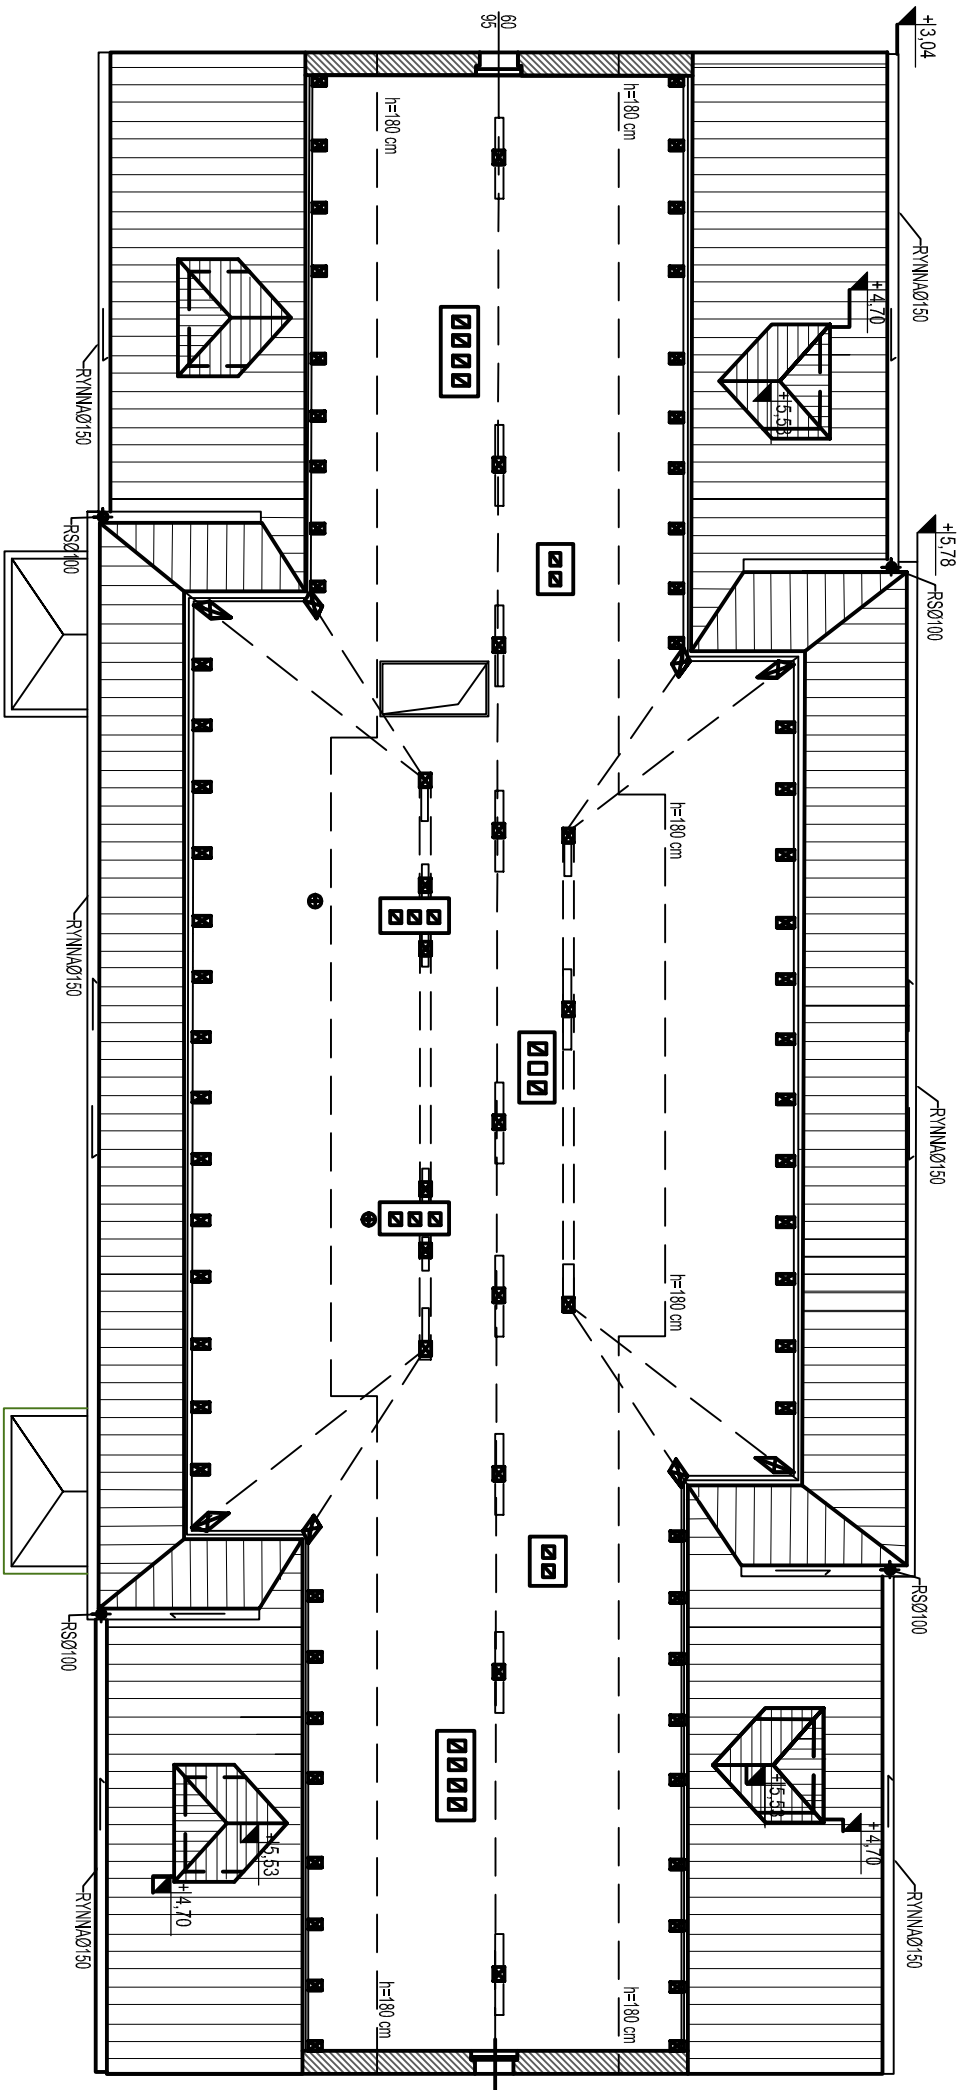 +3,04
60
95
RYNNAØ150
h=180 cm
h=180 cm
+4,70
+5,53
RYNNAØ150
+5,78
RSØ100
RSØ100
h=180 cm
RYNNAØ150
RYNNAØ150
h=180 cm
RSØ100
RSØ100
+5,53
+4,70
+5,53
+4,70
RYNNAØ150
RYNNAØ150
h=180 cm
h=180 cm